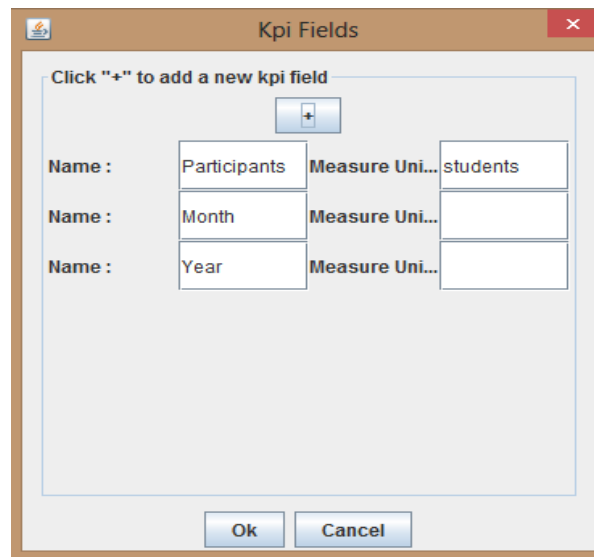 Kpi Fields
Click "+" to add a new kpi field
+
Name : Participants Measure Uni... students
Name : Month Measure Uni...
Name : Year Measure Uni...
Ok Cancel